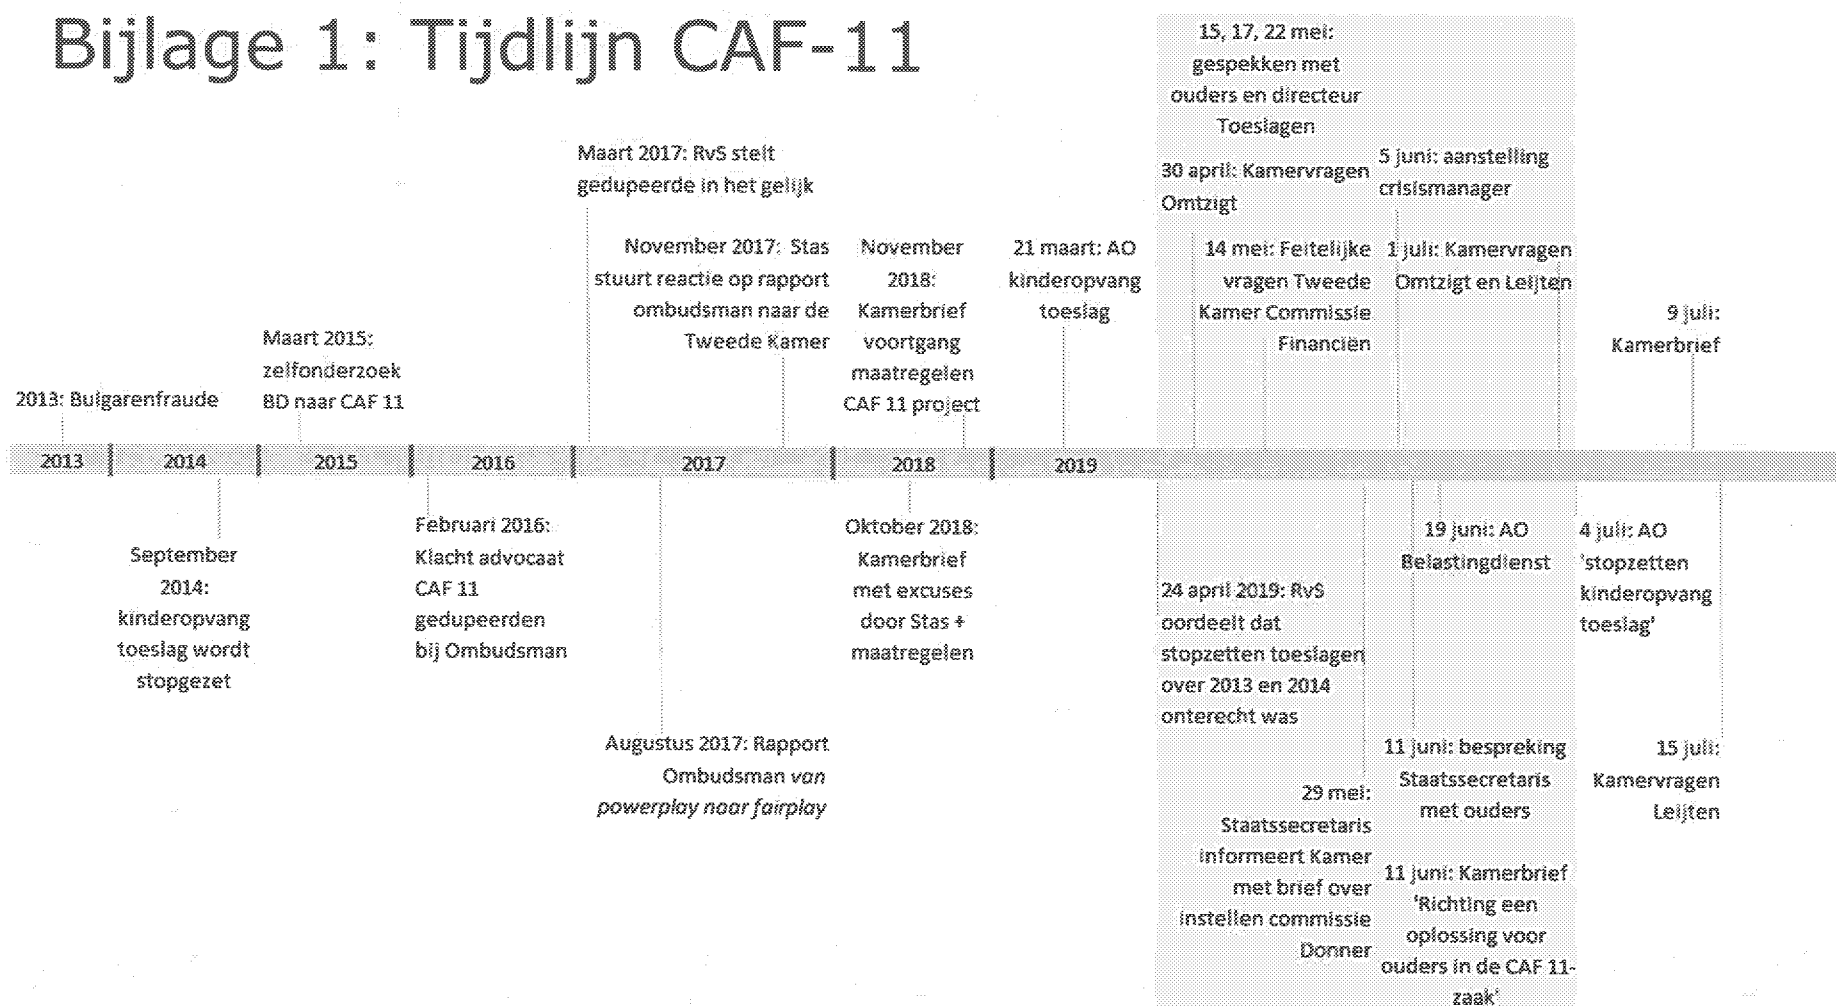 Bijlage 1: Tijdlijn CAF-11
2013: Bulgarenfraude
Maart 2015:
zelfonderzoek
BD naar CAF 11
Maart 2017: RvS stelt
gedupeerde in het gelijk
November 2017: Stas
stuurt reactie op rapport
ombudsman naar de
Tweede Kamer
November
2018:
Kamerbrief
voortgang
maatregelen
CAF 11 project
21 maart: AO
kinderopvang
toeslag
15, 17, 22 mei:
gespekken met
ouders en directeur
Toeslagen
30 april: Kamervragen
Omtzigt
14 mei: Feitelijke
vragen Tweede
Kamer Commissie
Financiën
5 juni: aanstelling
crisismanager
1 juli: Kamervragen
Omtzigt en Leijten
9 juli:
Kamerbrief
2013
2014
2015
2016
2017
2018
2019
September
2014:
kinderopvang
toeslag wordt
stopgezet
Februari 2016:
Klacht advocaat
CAF 11
gedupeerden
bij Ombudsman
Augustus 2017: Rapport
Ombudsman van
powerplay naar fairplay
Oktober 2018:
Kamerbrief
met excuses
door Stas +
maatregelen
24 april 2019: RvS
oordeelt dat
stopzetten toeslagen
over 2013 en 2014
onterecht was
29 mei:
Staatssecretaris
informeert Kamer
met brief over
instellen commissie
Donner
19 juni: AO
Belastingdienst
11 juni: bespreking
Staatssecretaris
met ouders
11 juni: Kamerbrief
'Richting een
oplossing voor
ouders in de CAF 11-
zaak'
4 juli: AO
'stopzetten
kinderopvang
toeslag'
15 juli:
Kamervragen
Leijten